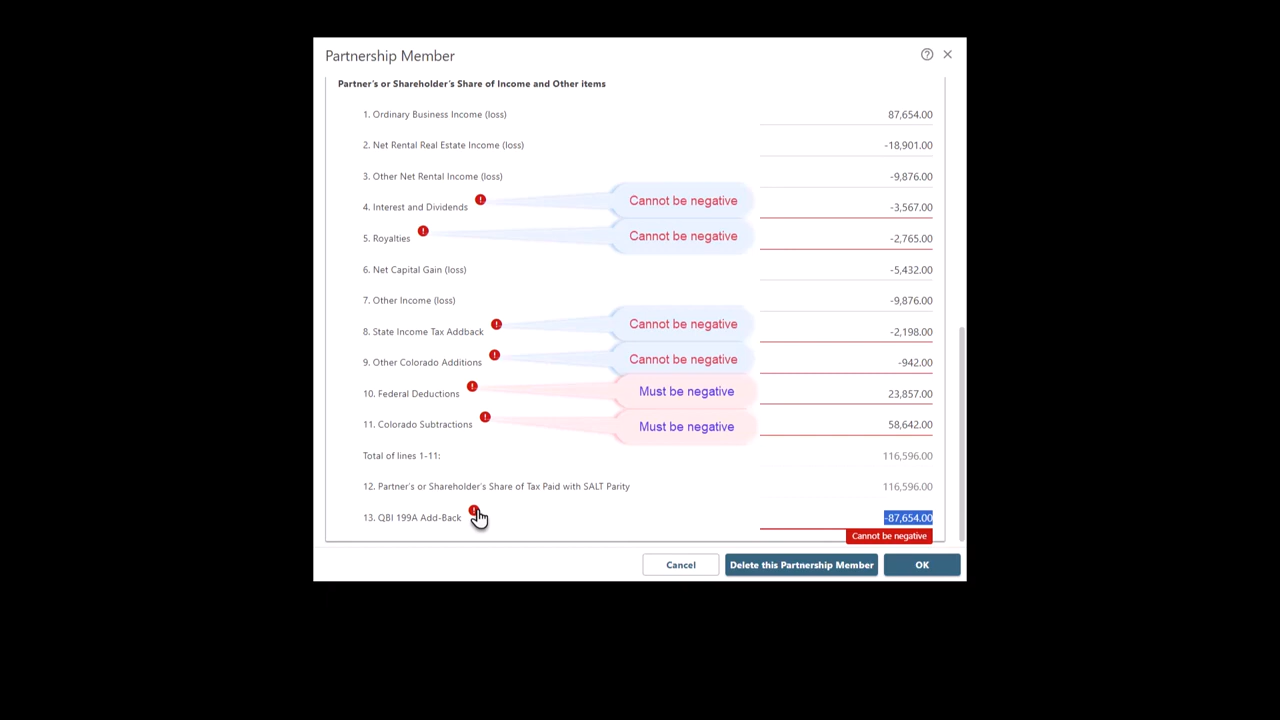 Partnership Member
Partner's or Shareholder's Share of Income and Other items
1. Ordinary Business Income (loss) 87,654.00
2. Net Rental Real Estate Income (loss) -18,901.00
3. Other Net Rental Income (loss) -9,876.00
4. Interest and Dividends Cannot be negative -3,567.00
5. Royalties Cannot be negative -2,765.00
6. Net Capital Gain (loss) -5,432.00
7. Other Income (loss) -9,876.00
8. State Income Tax Addback Cannot be negative -2,198.00
9. Other Colorado Additions Cannot be negative -942.00
10. Federal Deductions Must be negative 23,857.00
11. Colorado Subtractions Must be negative 58,642.00
Total of lines 1-11: 116,596.00
12. Partner's or Shareholder's Share of Tax Paid with SALT Parity 116,596.00
13. QBI 199A Add-Back -87,654.00
Cannot be negative
Cancel Delete this Partnership Member OK